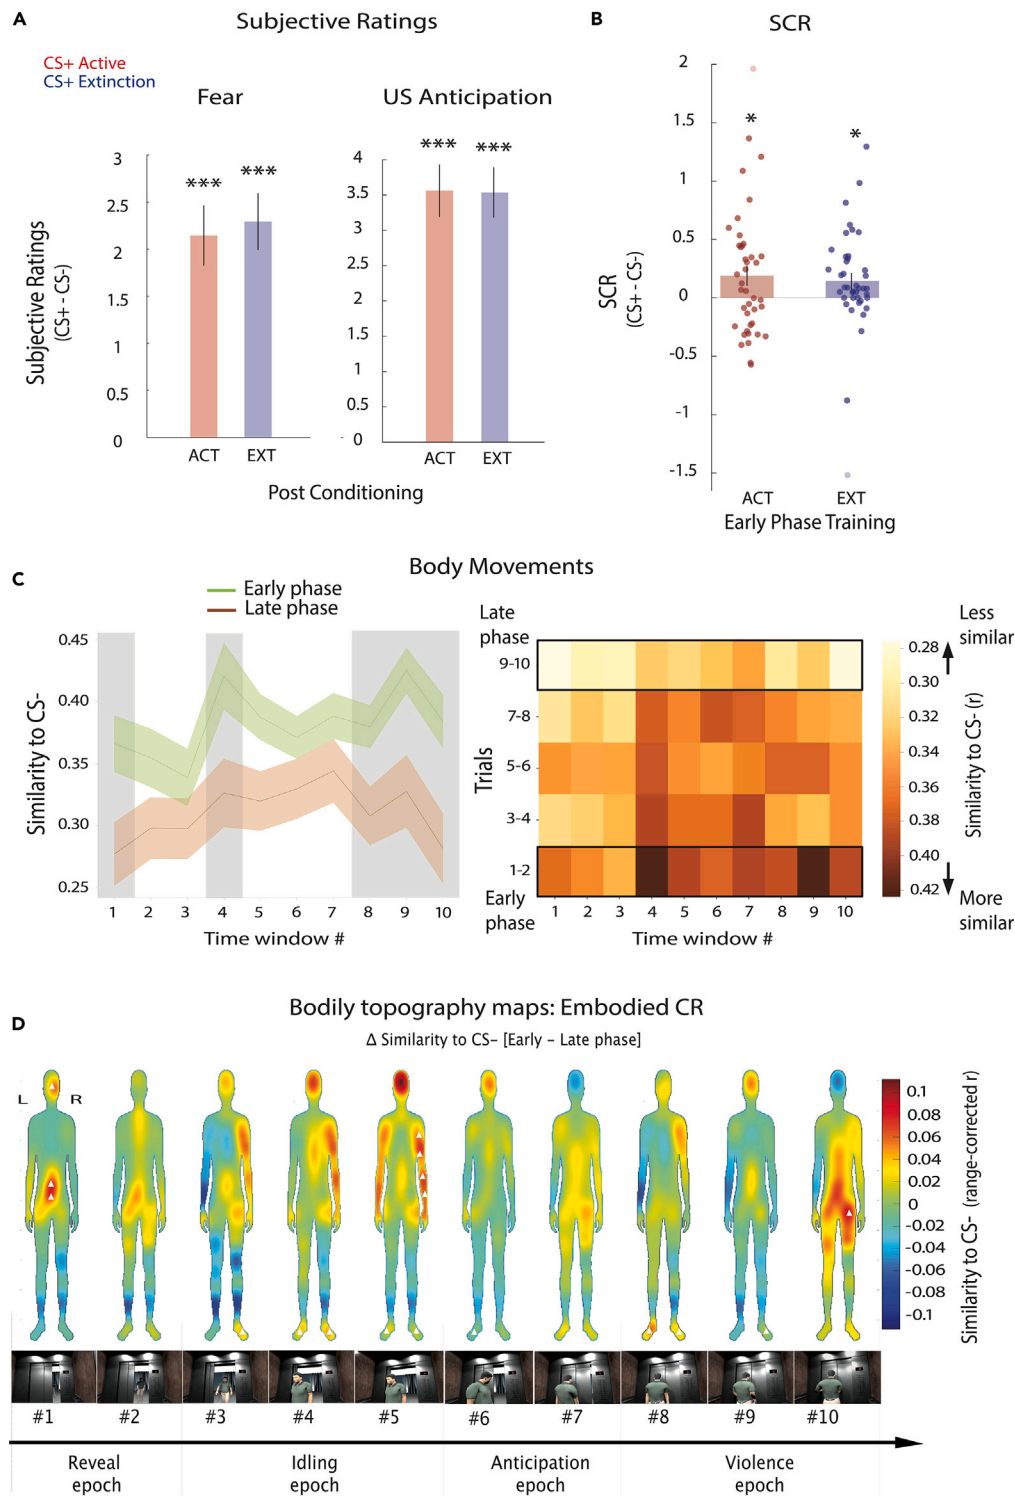 A
Subjective Ratings
CS+ Active
CS+ Extinction
Fear
US Anticipation
Subjective Ratings
(CS+ - CS-)
3
2.5
2
1.5
1
0.5
0
***
***
ACT
EXT
4
3.5
3
2.5
2
1.5
1
.5
0
***
***
ACT
EXT
Post Conditioning
B
SCR
SCR
(CS+ - CS-)
2
1.5
1
0.5
0
-0.5
-1
-1.5
*
*
ACT
EXT
Early Phase Training
C
Body Movements
Early phase
Late phase
Similarity to CS-
0.45
0.40
0.35
0.30
0.25
1 2 3 4 5 6 7 8 9 10
Time window #
Late
phase
9-10
7-8
5-6
3-4
1-2
Early
phase
Trials
1 2 3 4 5 6 7 8 9 10
Time window #
Less
similar
0.28
0.30
0.32
0.34
0.36
0.38
0.40
0.42
Similarity to CS- (r)
More
similar
D
Bodily topography maps: Embodied CR
Δ Similarity to CS- [Early - Late phase]
L R
0.1
0.08
0.06
0.04
0.02
0
-0.02
-0.04
-0.06
-0.08
-0.1
Similarity to CS- (range-corrected r)
#1 #2 #3 #4 #5 #6 #7 #8 #9 #10
Reveal
epoch
Idling
epoch
Anticipation
epoch
Violence
epoch